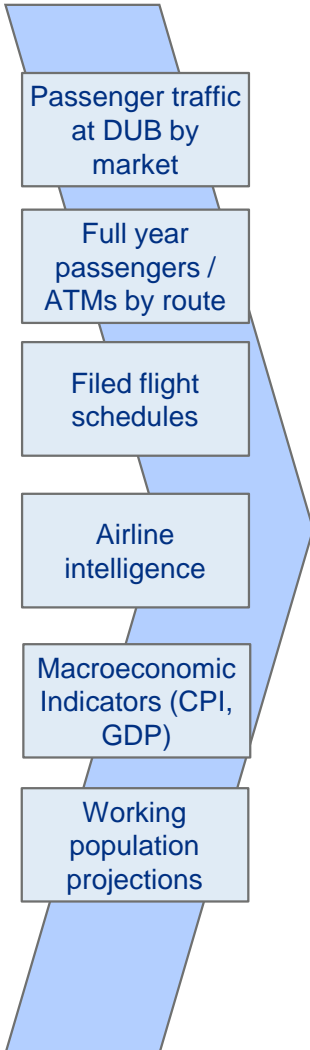 Passenger traffic
at DUB by
market
Full year
passengers /
ATMs by route
Filed flight
schedules
Airline
intelligence
Macroeconomic
Indicators (CPI,
GDP)
Working
population
projections